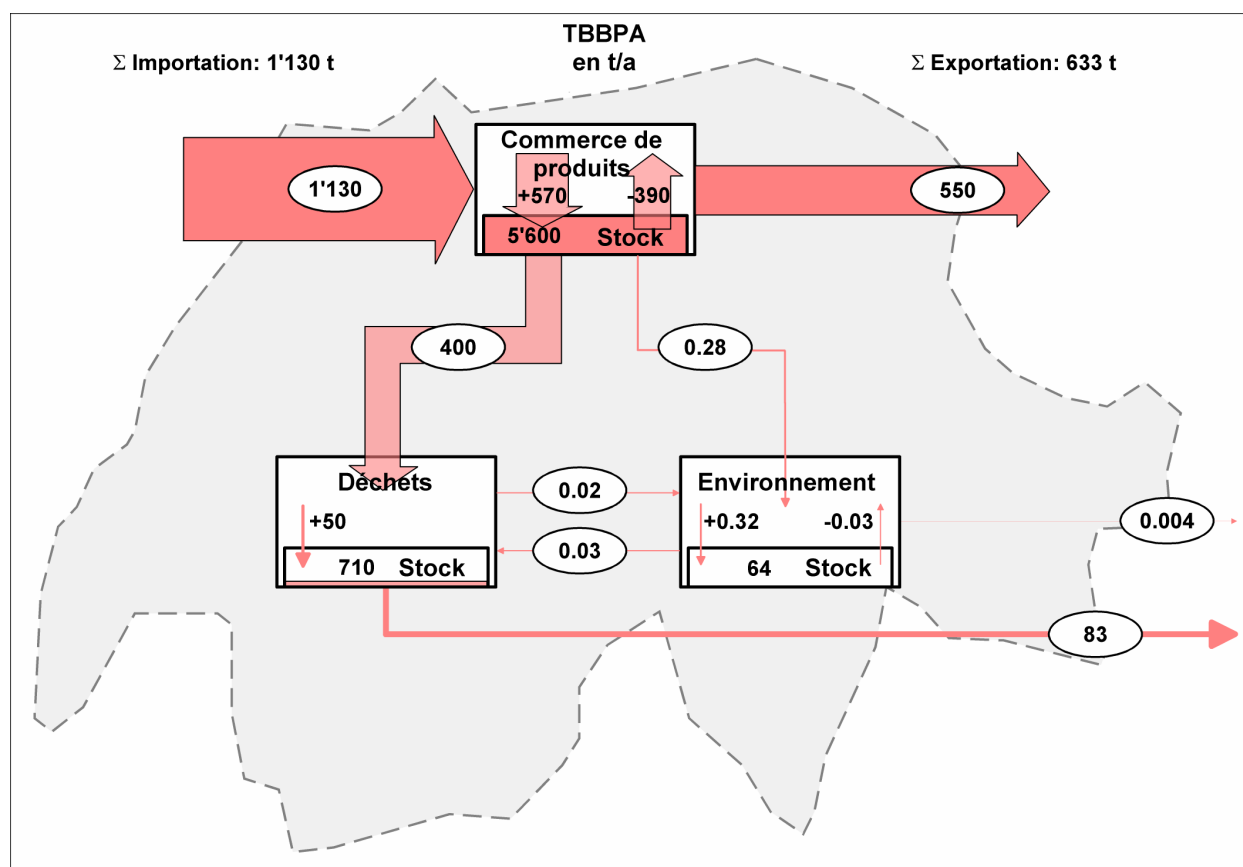 TBBPA
en t/a
Σ Importation: 1'130 t
Σ Exportation: 633 t
Commerce de
produits
1'130
+570
-390
550
5'600
Stock
400
0.28
Déchets
Environnement
0.02
+50
+0.32
-0.03
0.004
0.03
710
Stock
64
Stock
83